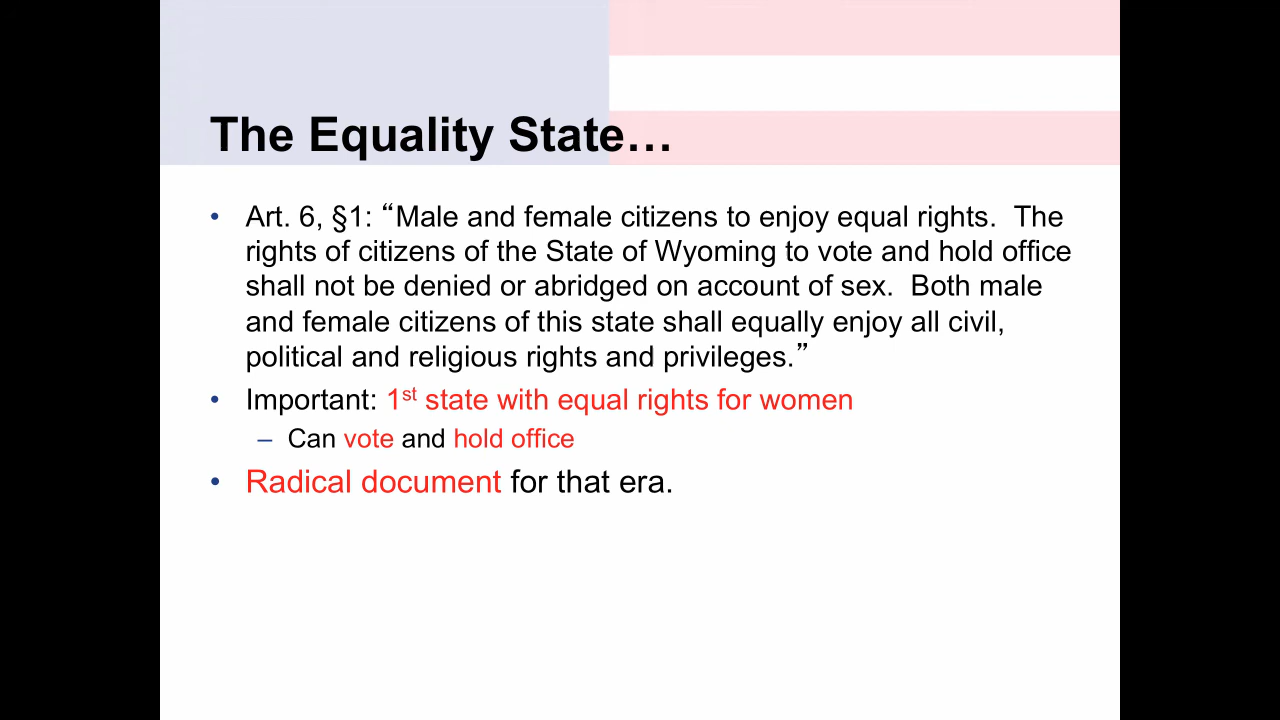 The Equality State…
• Art. 6, §1: “Male and female citizens to enjoy equal rights.  The
rights of citizens of the State of Wyoming to vote and hold office
shall not be denied or abridged on account of sex.  Both male
and female citizens of this state shall equally enjoy all civil,
political and religious rights and privileges.”
• Important: 1st state with equal rights for women
– Can vote and hold office
• Radical document for that era.